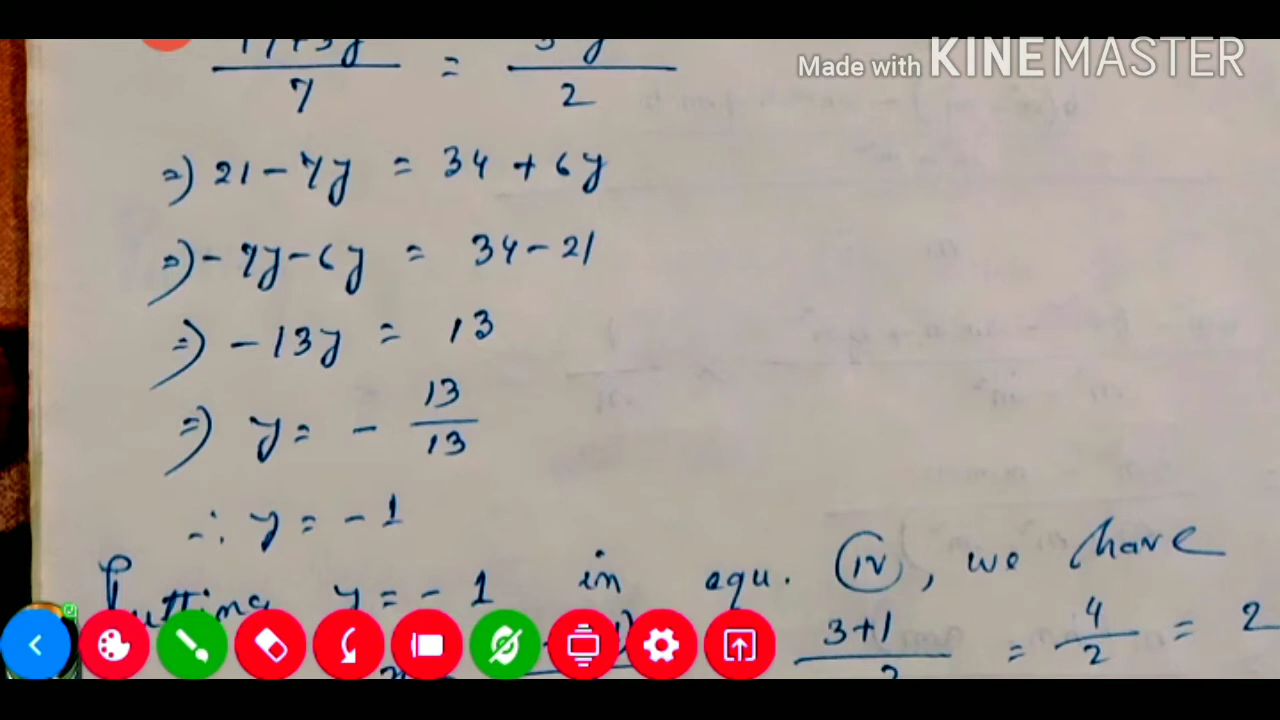 Made with KINEMASTER
7 = 2
=) 21 - 7y = 34 + 6y
=) - 7y - 6y = 34 - 21
=) - 13y = 13
=) y = - 13/13
∴ y = - 1
Putting y = - 1 in equ. (iv), we have
3+1 = 4/2 = 2